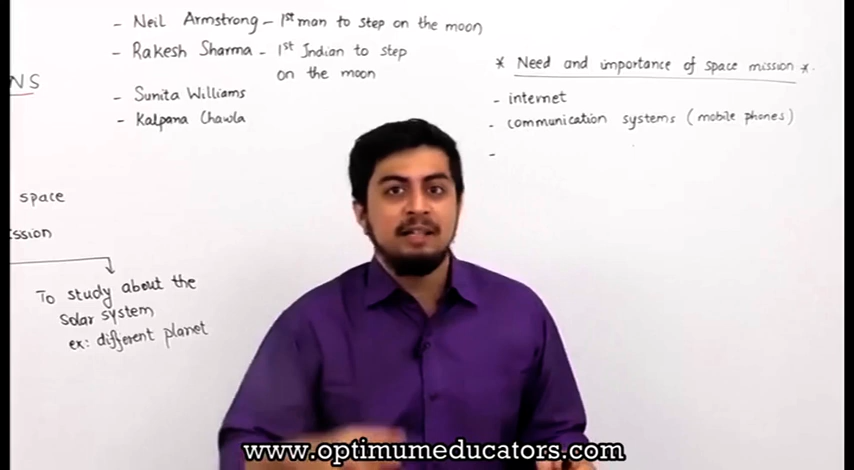 NS
space
ission
To study about the
Solar system
ex: different planet
- Neil Armstrong - 1st man to step on the moon
- Rakesh Sharma - 1st Indian to step
on the moon
- Sunita Williams
- Kalpana Chawla
* Need and importance of space mission *.
- internet
- communication systems (mobile phones)
-
www.optimumeducators.com